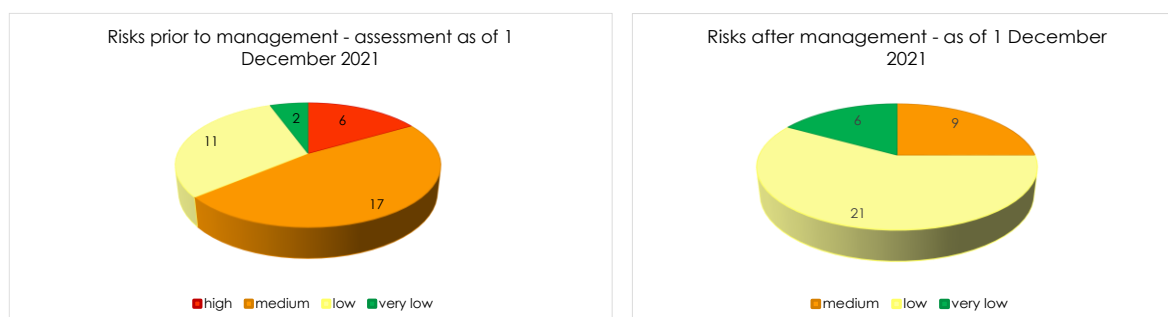 Risks prior to management - assessment as of 1
December 2021
2
6
11
17
high medium low very low
Risks after management - as of 1 December
2021
6
9
21
medium low very low